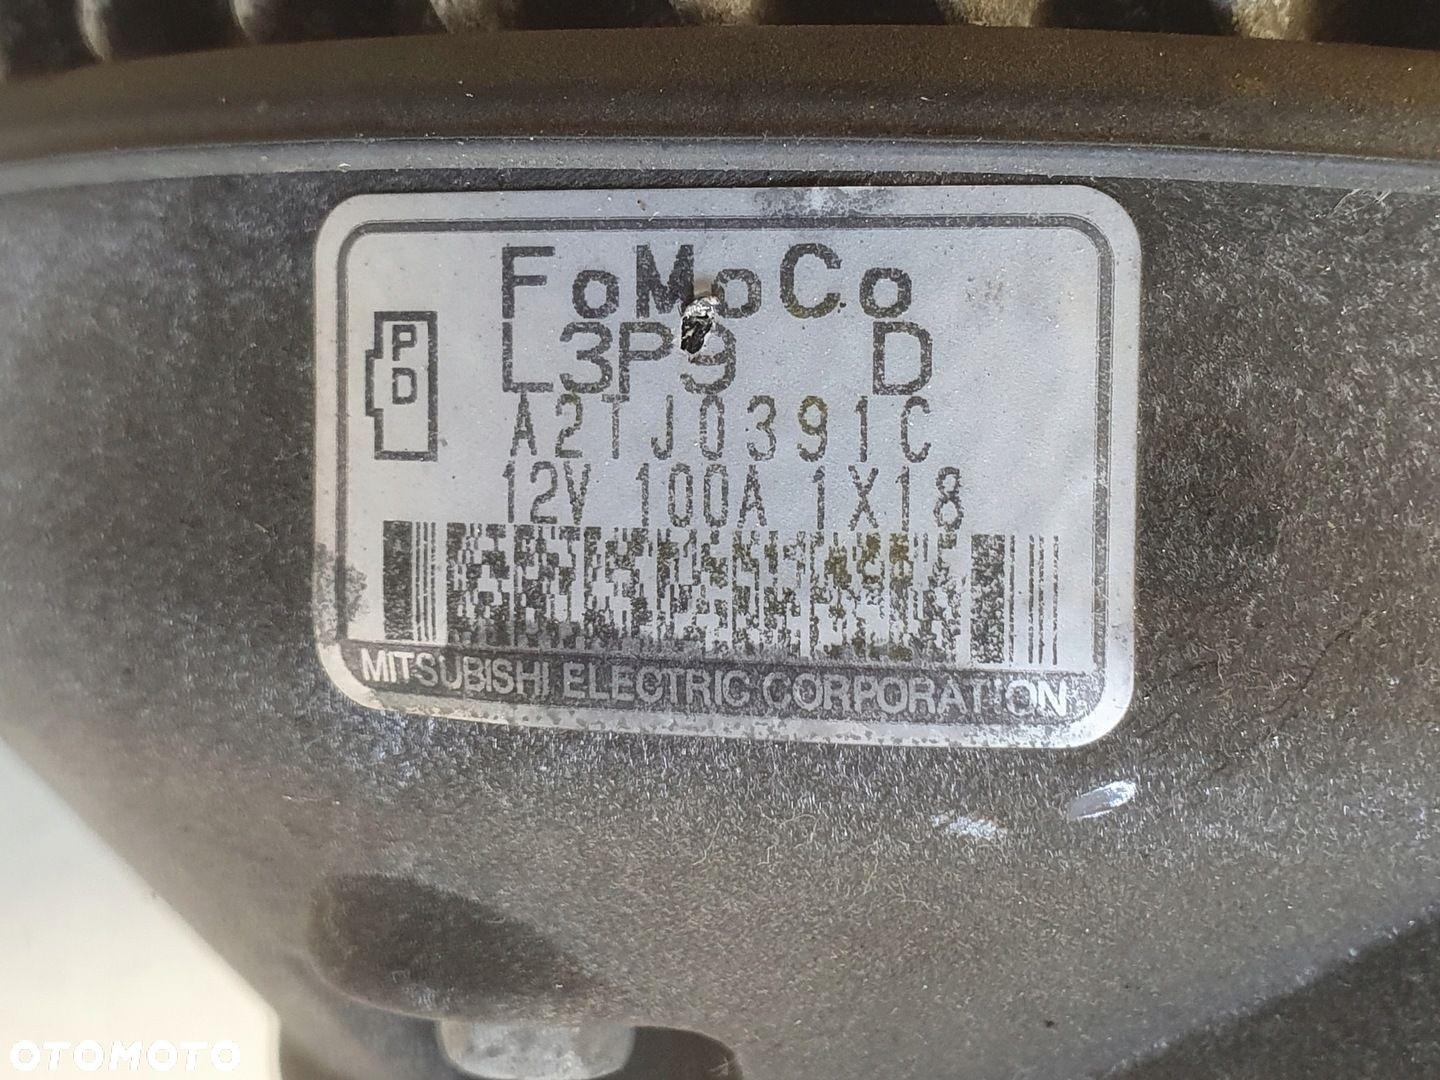 FoMoCo
P
D
L3P9 D
A2TJ0391C
12V 100A 1X18
MITSUBISHI ELECTRIC CORPORATION
OTOMOTO